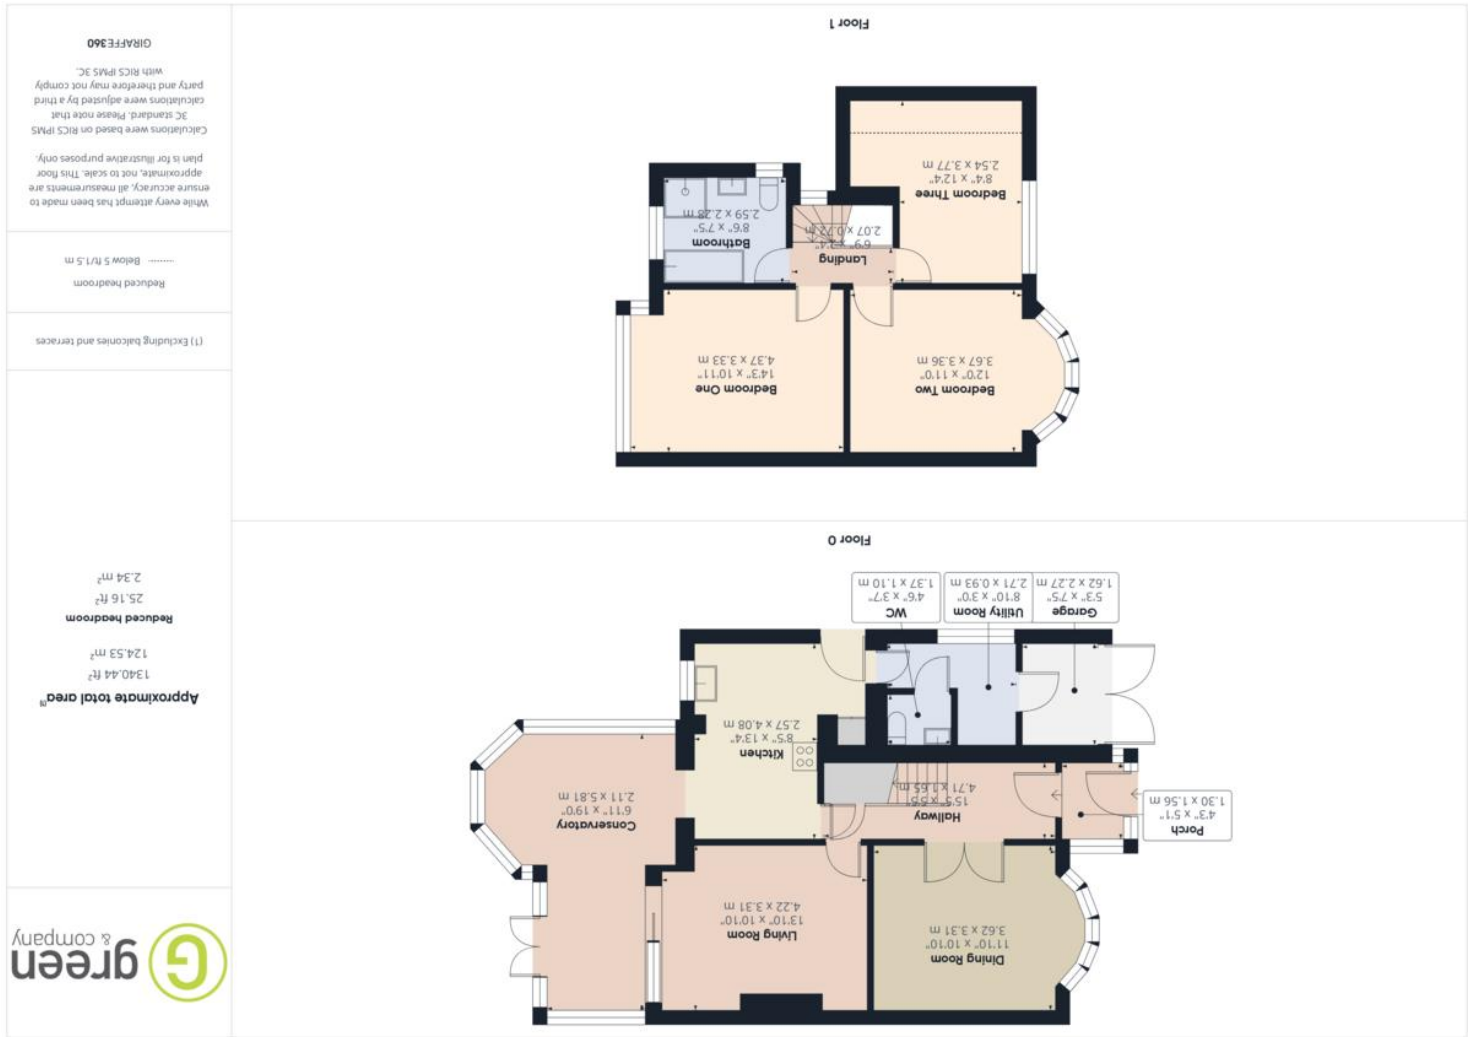 Dining Room
11'10" x 10'10"
3.62 x 3.31 m
Living Room
13'10" x 10'10"
4.22 x 3.31 m
Porch
4'3" x 5'1"
1.30 x 1.56 m
Hallway
15'5" x 5'5"
4.71 x 1.65 m
Conservatory
6'11" x 19'0"
2.11 x 5.81 m
Kitchen
8'5" x 13'4"
2.57 x 4.08 m
Garage
5'3" x 7'5"
1.62 x 2.27 m
Utility Room
8'10" x 3'0"
2.71 x 0.93 m
WC
4'6" x 3'7"
1.37 x 1.10 m
Floor 0
Bedroom Two
12'0" x 11'0"
3.67 x 3.36 m
Bedroom One
14'3" x 10'11"
4.37 x 3.33 m
Landing
6'9" x 2'4"
2.07 x 0.72 m
Bathroom
8'6" x 7'5"
2.59 x 2.28 m
Bedroom Three
8'4" x 12'4"
2.54 x 3.77 m
Floor 1
G green
& company
Approximate total area⁽¹⁾
1340.44 ft²
124.53 m²
Reduced headroom
25.16 ft²
2.34 m²
(1) Excluding balconies and terraces
Reduced headroom
........ Below 5 ft/1.5 m
While every attempt has been made to
ensure accuracy, all measurements are
approximate, not to scale. This floor
plan is for illustrative purposes only.
Calculations were based on RICS IPMS
3C standard. Please note that
calculations were adjusted by a third
party and therefore may not comply
with RICS IPMS 3C.
GIRAFFE360